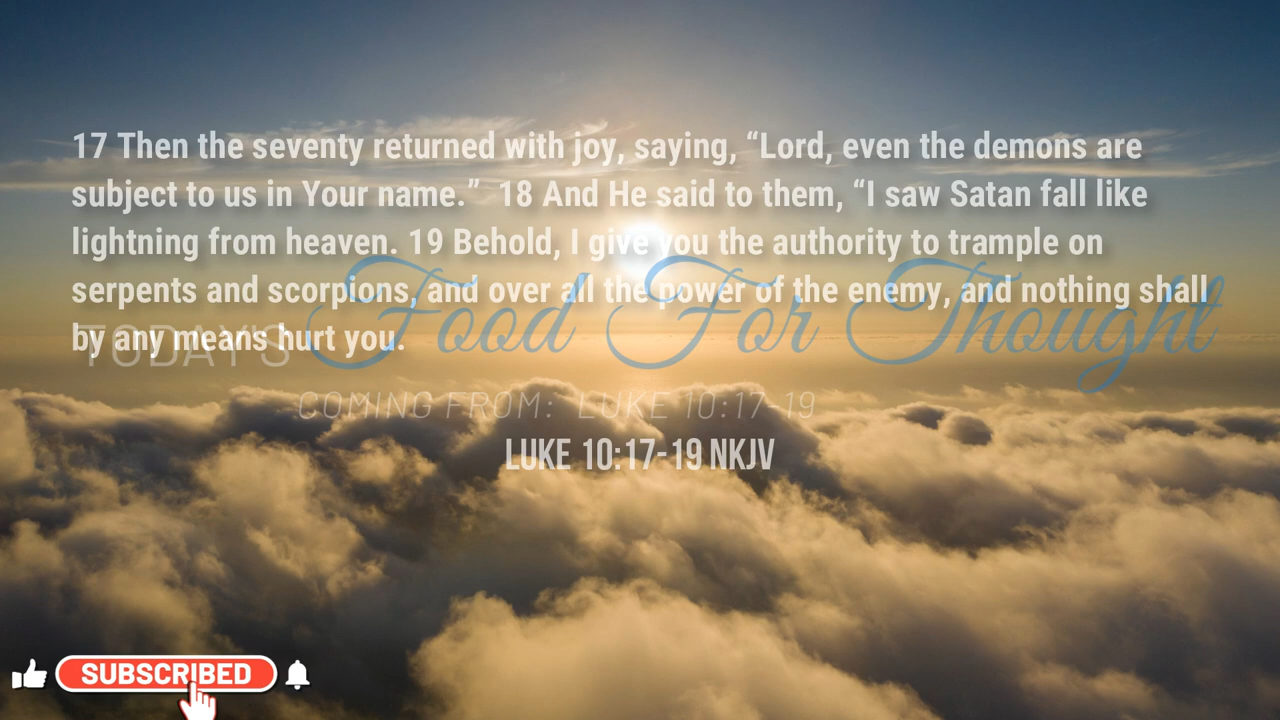 17 Then the seventy returned with joy, saying, “Lord, even the demons are
subject to us in Your name.”  18 And He said to them, “I saw Satan fall like
lightning from heaven. 19 Behold, I give you the authority to trample on
serpents and scorpions, and over all the power of the enemy, and nothing shall
by any means hurt you.
TODAY'S Food For Thought
COMING FROM: LUKE 10:17-19
LUKE 10:17-19 NKJV
SUBSCRIBED